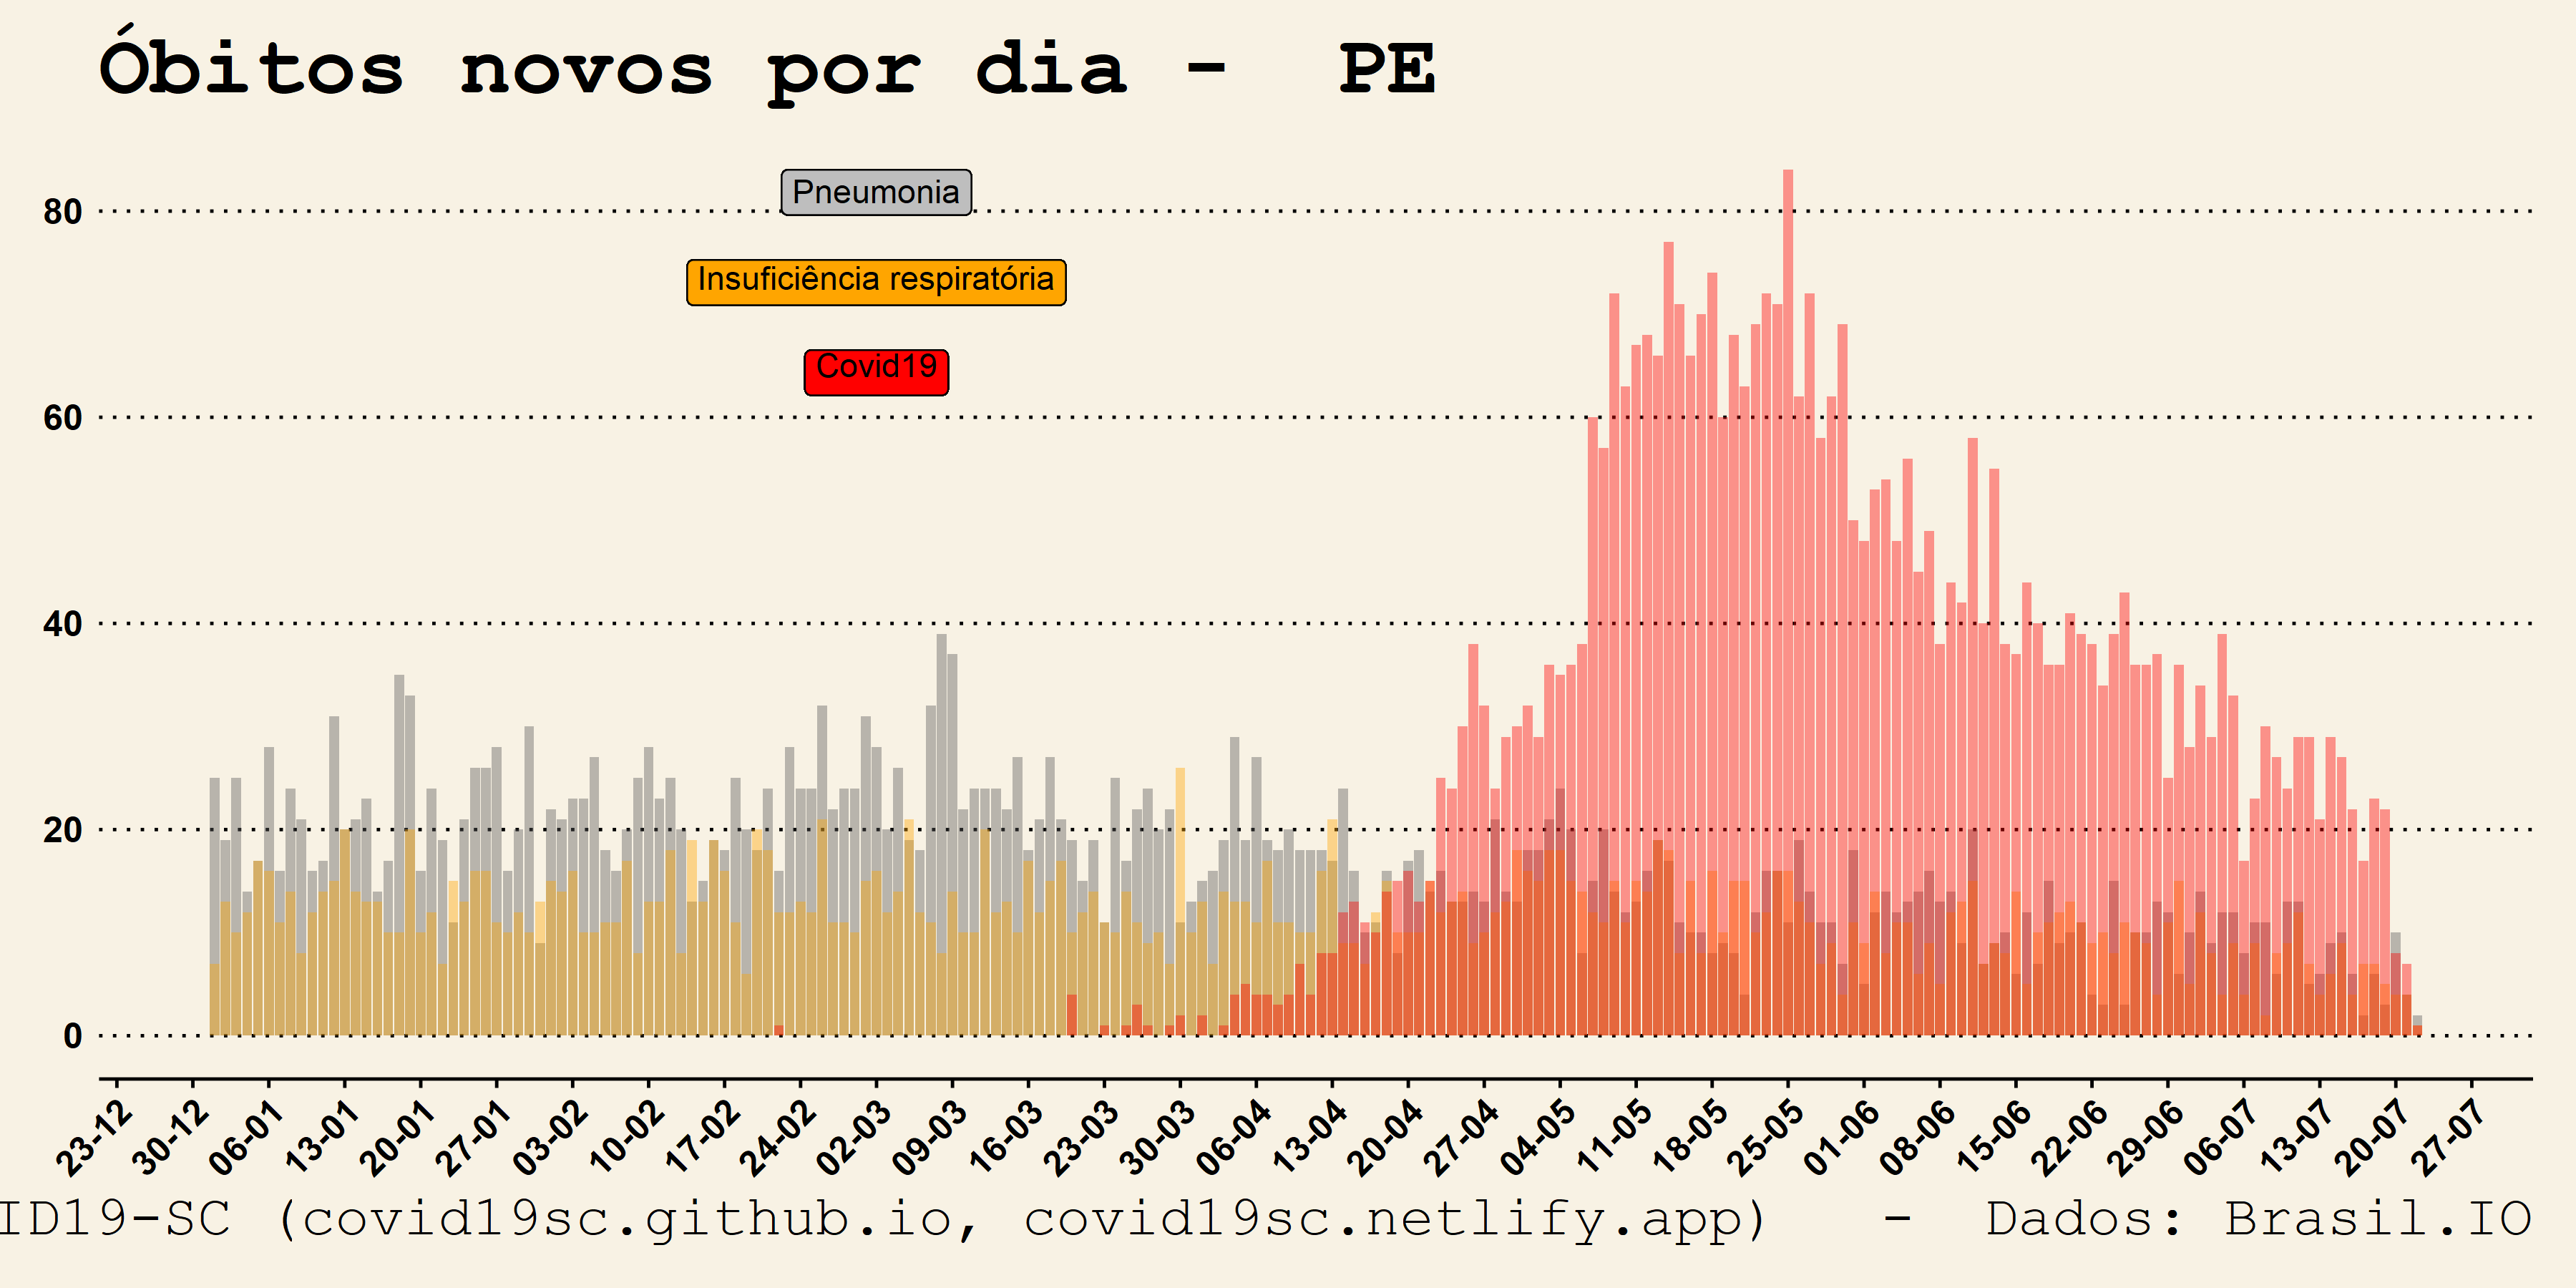 Óbitos novos por dia - PE
Pneumonia
80
Insuficiência respiratória
Covid19
60
40
20
0
23-12 30-12 06-01 13-01 20-01 27-01 03-02 10-02 17-02 24-02 02-03 09-03 16-03 23-03 30-03 06-04 13-04 20-04 27-04 04-05 11-05 18-05 25-05 01-06 08-06 15-06 22-06 29-06 06-07 13-07 20-07 27-07
ID19-SC (covid19sc.github.io, covid19sc.netlify.app) - Dados: Brasil.IO